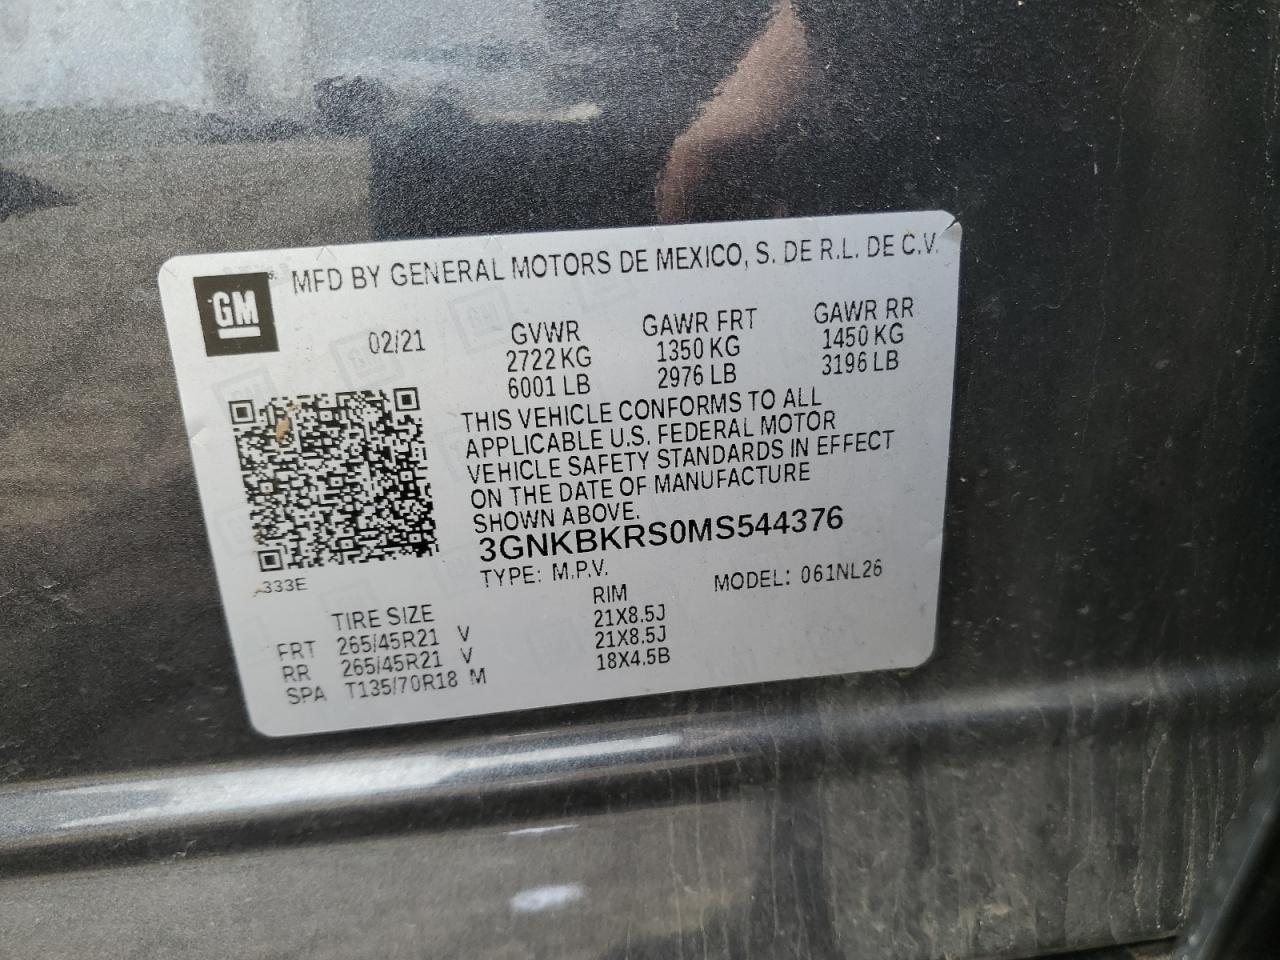 GM
MFD BY GENERAL MOTORS DE MEXICO, S. DE R.L. DE C.V.
02/21
GVWR GAWR FRT GAWR RR
2722 KG 1350 KG 1450 KG
6001 LB 2976 LB 3196 LB
THIS VEHICLE CONFORMS TO ALL
APPLICABLE U.S. FEDERAL MOTOR
VEHICLE SAFETY STANDARDS IN EFFECT
ON THE DATE OF MANUFACTURE
SHOWN ABOVE.
3GNKBKRS0MS544376
TYPE: M.P.V. MODEL: 061NL26
333E
TIRE SIZE RIM
FRT 265/45R21 V 21X8.5J
RR 265/45R21 V 21X8.5J
SPA T135/70R18 M 18X4.5B